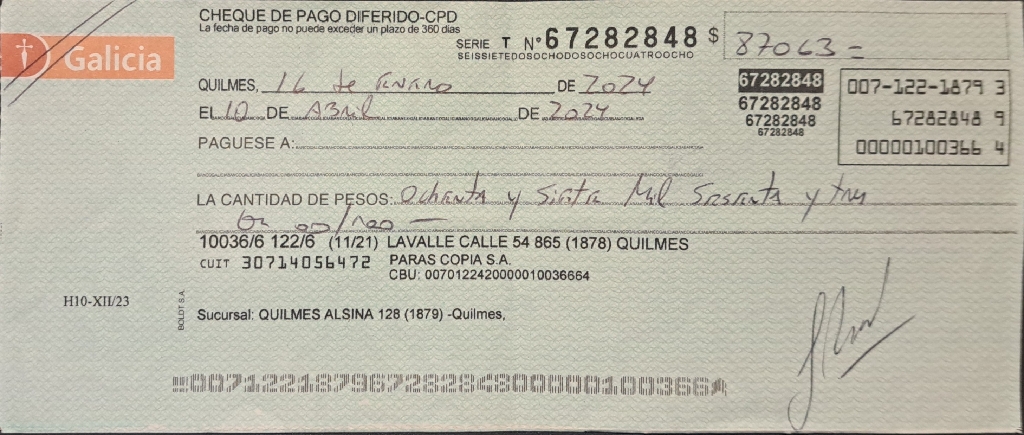 CHEQUE DE PAGO DIFERIDO-CPD
La fecha de pago no puede exceder un plazo de 360 días
Galicia
SERIE T N° 67282848 $ 87063=
SEISSIETEDOSOCHODOSOCHOCUATROOCHO
QUILMES, 16 de enero DE 2024
EL 10 DE ABRIL DE 2024
67282848
67282848
67282848
67282848
007-122-1879 3
67282848 9
00000100366 4
PAGUESE A:
LA CANTIDAD DE PESOS: Ochenta y siete Mil Sesenta y tres
00/100 —
10036/6 122/6 (11/21) LAVALLE CALLE 54 865 (1878) QUILMES
CUIT 30714056472 PARAS COPIA S.A.
CBU: 0070122420000010036664
H10-XII/23
BOLDT S.A.
Sucursal: QUILMES ALSINA 128 (1879) -Quilmes,
007122187967282848000001003664